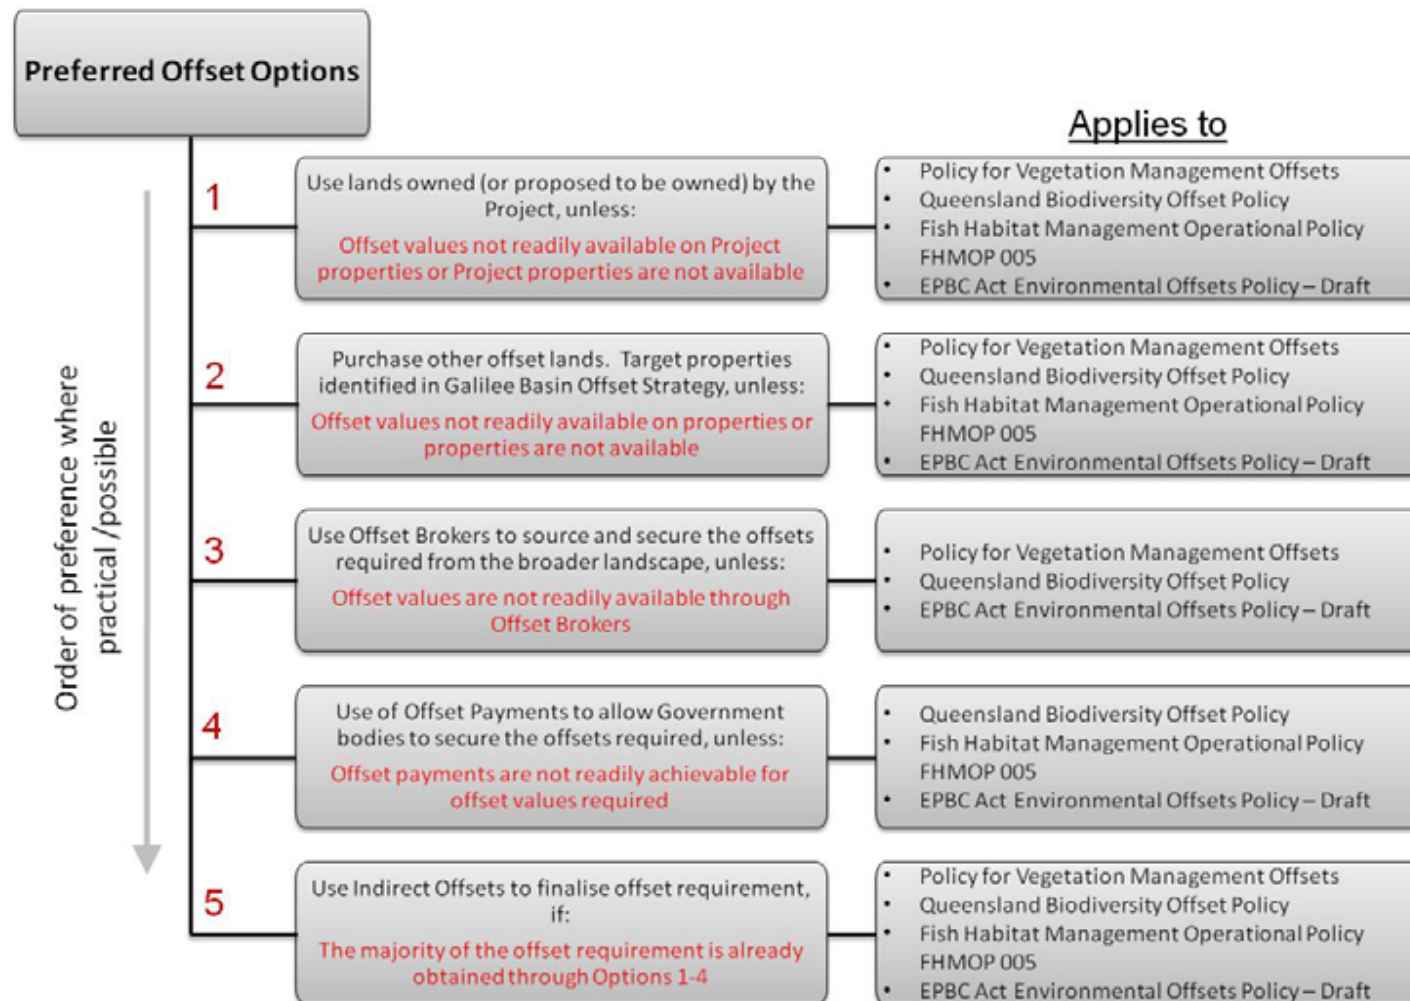 Preferred Offset Options
Applies to
Order of preference where
practical /possible
1
Use lands owned (or proposed to be owned) by the
Project, unless:
Offset values not readily available on Project
properties or Project properties are not available
• Policy for Vegetation Management Offsets
• Queensland Biodiversity Offset Policy
• Fish Habitat Management Operational Policy
FHMOP 005
• EPBC Act Environmental Offsets Policy – Draft
2
Purchase other offset lands. Target properties
identified in Galilee Basin Offset Strategy, unless:
Offset values not readily available on properties or
properties are not available
• Policy for Vegetation Management Offsets
• Queensland Biodiversity Offset Policy
• Fish Habitat Management Operational Policy
FHMOP 005
• EPBC Act Environmental Offsets Policy – Draft
3
Use Offset Brokers to source and secure the offsets
required from the broader landscape, unless:
Offset values are not readily available through
Offset Brokers
• Policy for Vegetation Management Offsets
• Queensland Biodiversity Offset Policy
• EPBC Act Environmental Offsets Policy – Draft
4
Use of Offset Payments to allow Government
bodies to secure the offsets required, unless:
Offset payments are not readily achievable for
offset values required
• Queensland Biodiversity Offset Policy
• Fish Habitat Management Operational Policy
FHMOP 005
• EPBC Act Environmental Offsets Policy – Draft
5
Use Indirect Offsets to finalise offset requirement,
if:
The majority of the offset requirement is already
obtained through Options 1-4
• Policy for Vegetation Management Offsets
• Queensland Biodiversity Offset Policy
• Fish Habitat Management Operational Policy
FHMOP 005
• EPBC Act Environmental Offsets Policy – Draft